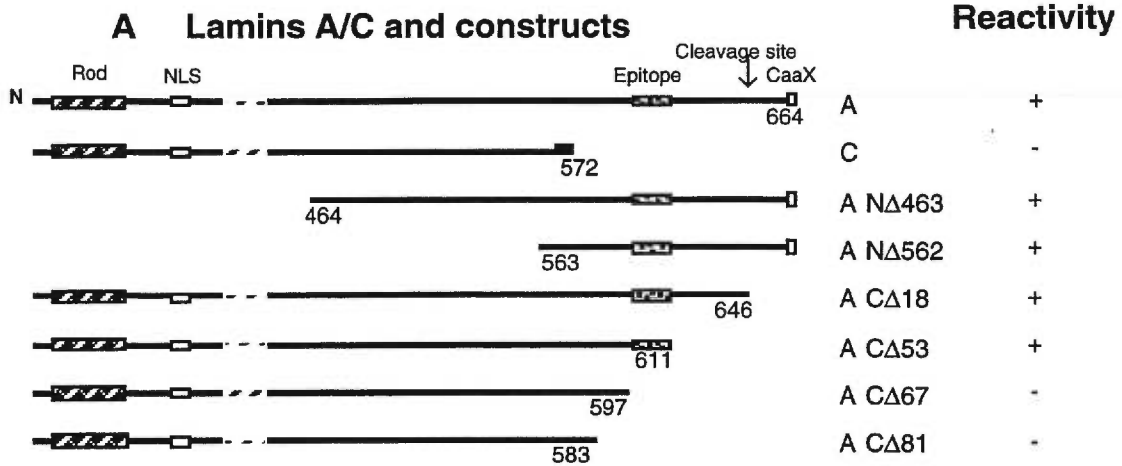 A Lamins A/C and constructs Reactivity
Cleavage site
Rod NLS Epitope CaaX
N 664 A +
572 C -
464 A NΔ463 +
563 A NΔ562 +
646 A CΔ18 +
611 A CΔ53 +
597 A CΔ67 -
583 A CΔ81 -